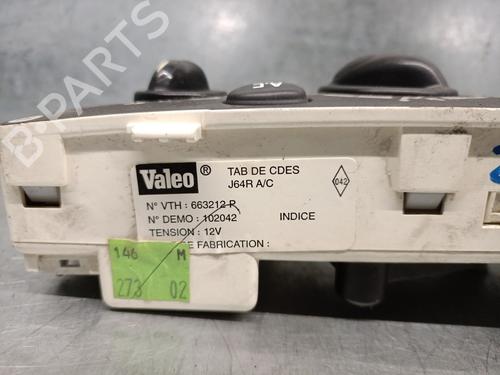 B-PARTS
AC
Valeo ®
TAB DE CDES
J64R A/C
042
N° VTH : 663212 P
N° DEMO : 102042
INDICE
TENSION : 12V
E FABRICATION :
146 M
273 02